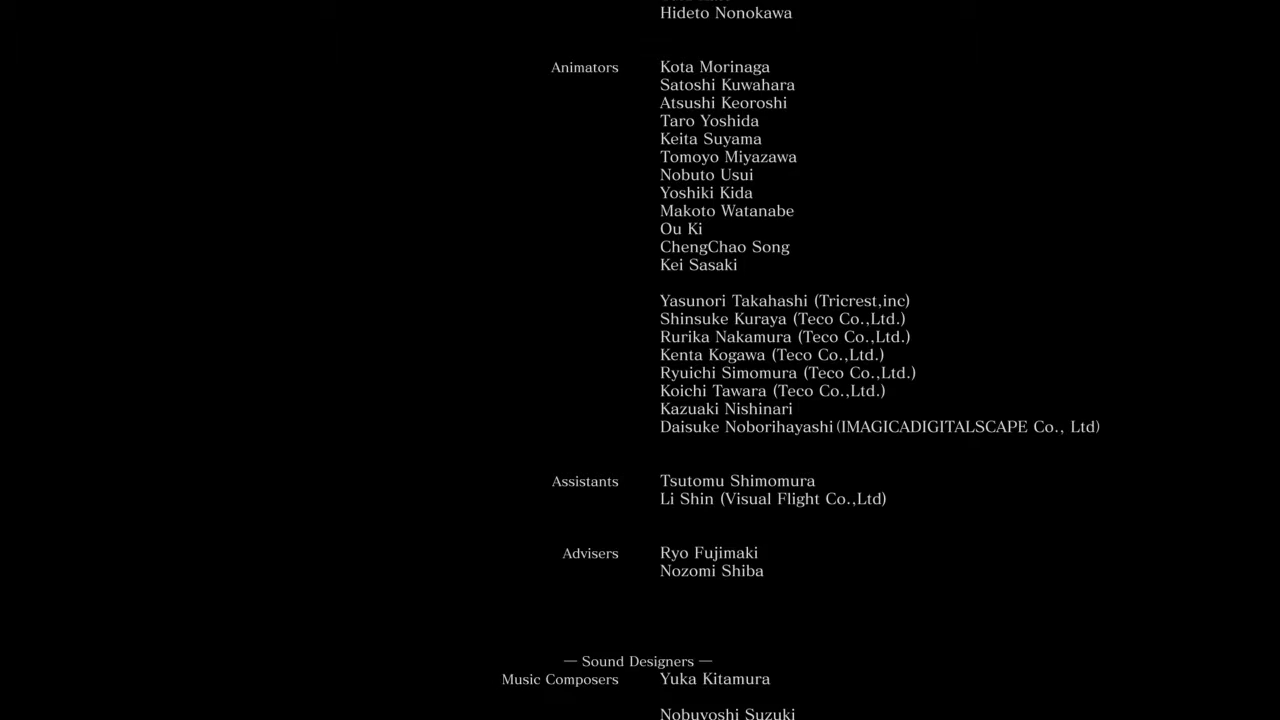 Hideto Nonokawa
Animators Kota Morinaga
Satoshi Kuwahara
Atsushi Keoroshi
Taro Yoshida
Keita Suyama
Tomoyo Miyazawa
Nobuto Usui
Yoshiki Kida
Makoto Watanabe
Ou Ki
ChengChao Song
Kei Sasaki
Yasunori Takahashi (Tricrest,inc)
Shinsuke Kuraya (Teco Co.,Ltd.)
Rurika Nakamura (Teco Co.,Ltd.)
Kenta Kogawa (Teco Co.,Ltd.)
Ryuichi Simomura (Teco Co.,Ltd.)
Koichi Tawara (Teco Co.,Ltd.)
Kazuaki Nishinari
Daisuke Noborihayashi (IMAGICADIGITALSCAPE Co., Ltd)
Assistants Tsutomu Shimomura
Li Shin (Visual Flight Co.,Ltd)
Advisers Ryo Fujimaki
Nozomi Shiba
— Sound Designers —
Music Composers Yuka Kitamura
Nobuyoshi Suzuki